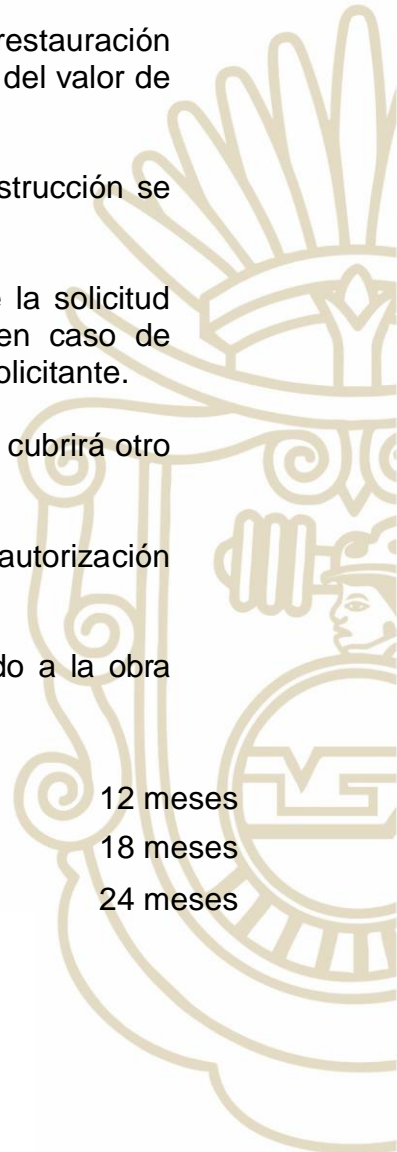 restauración
del valor de
strucción se
la solicitud
en caso de
olicitante.
cubrirá otro
autorización
do a la obra
12 meses
18 meses
24 meses